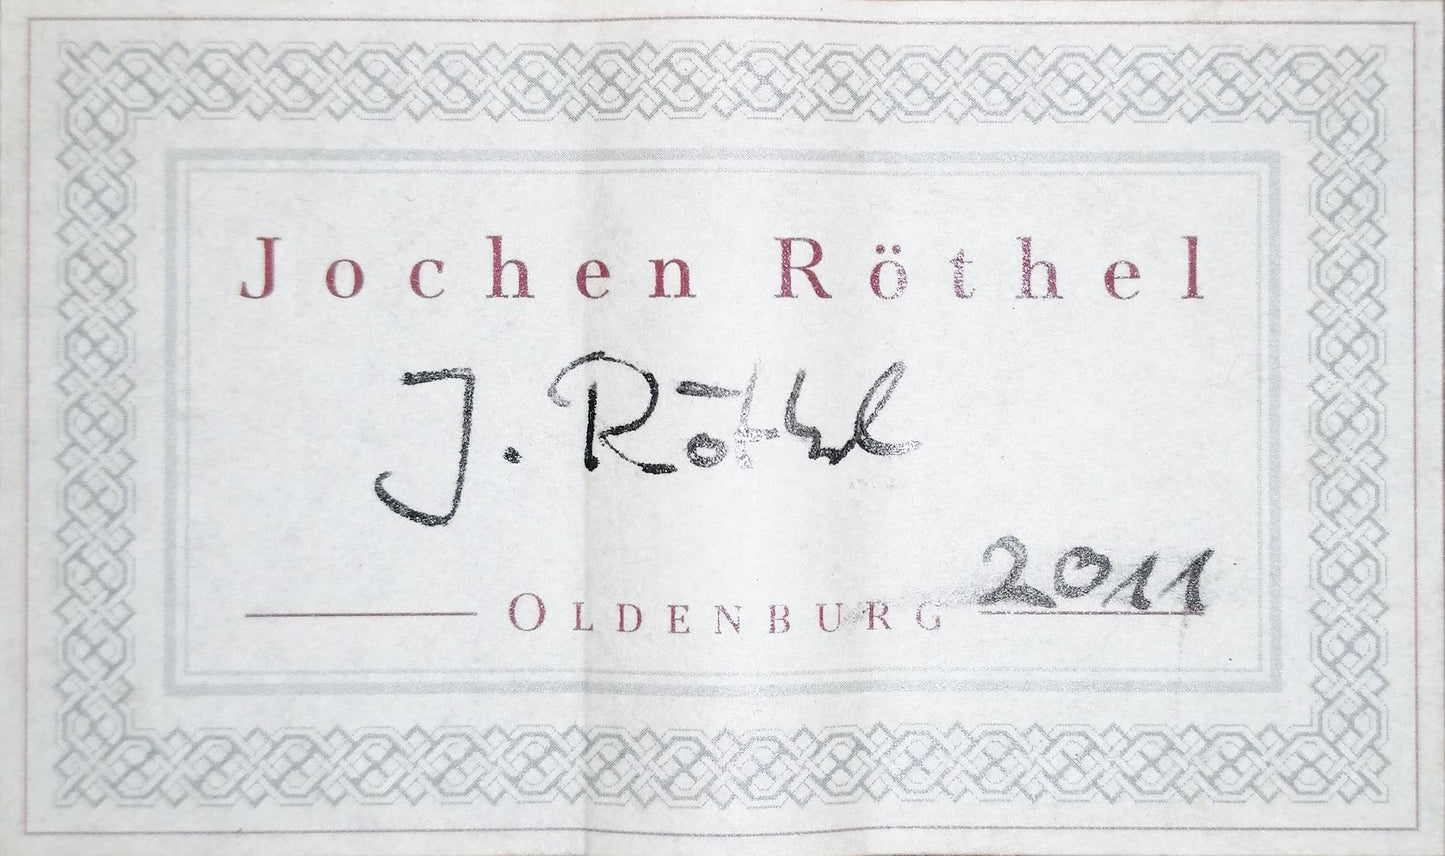 Jochen Röthel
J. Röthel
2011
OLDENBURG